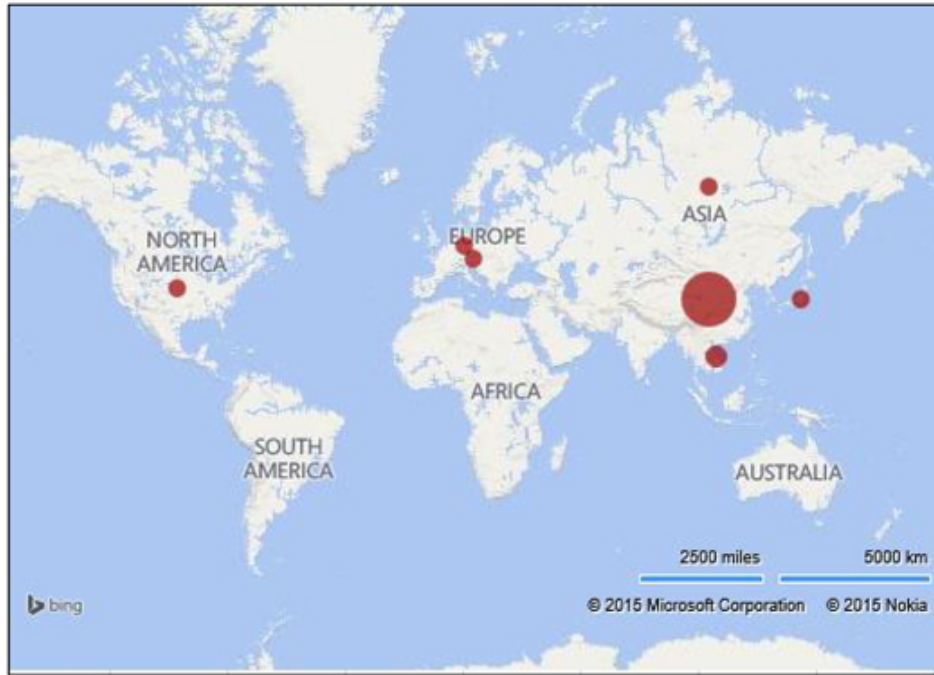 ASIA
EUROPE
NORTH
AMERICA
AFRICA
SOUTH
AMERICA
AUSTRALIA
2500 miles 5000 km
bing © 2015 Microsoft Corporation © 2015 Nokia